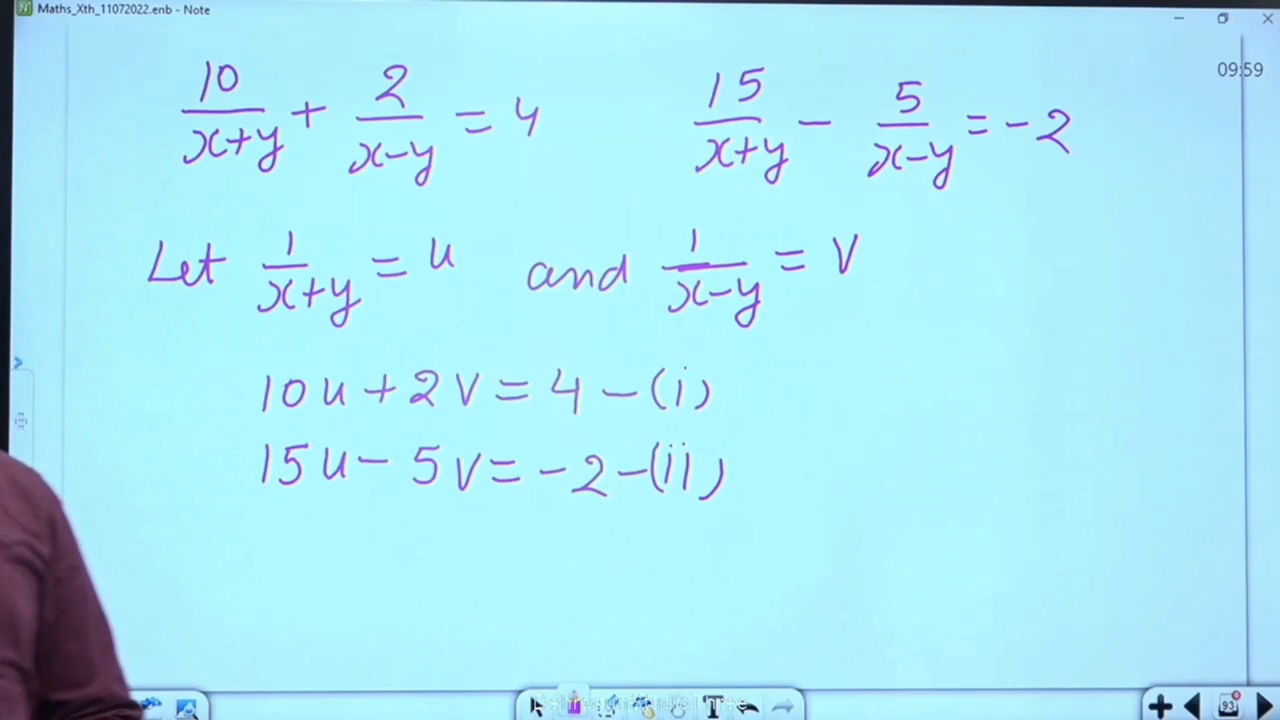 Maths_Xth_11072022.enb - Note
09:59
10/(x+y) + 2/(x-y) = 4    15/(x+y) - 5/(x-y) = -2
Let 1/(x+y) = u and 1/(x-y) = v
10u + 2v = 4 - (i)
15u - 5v = -2 - (ii)
T
93